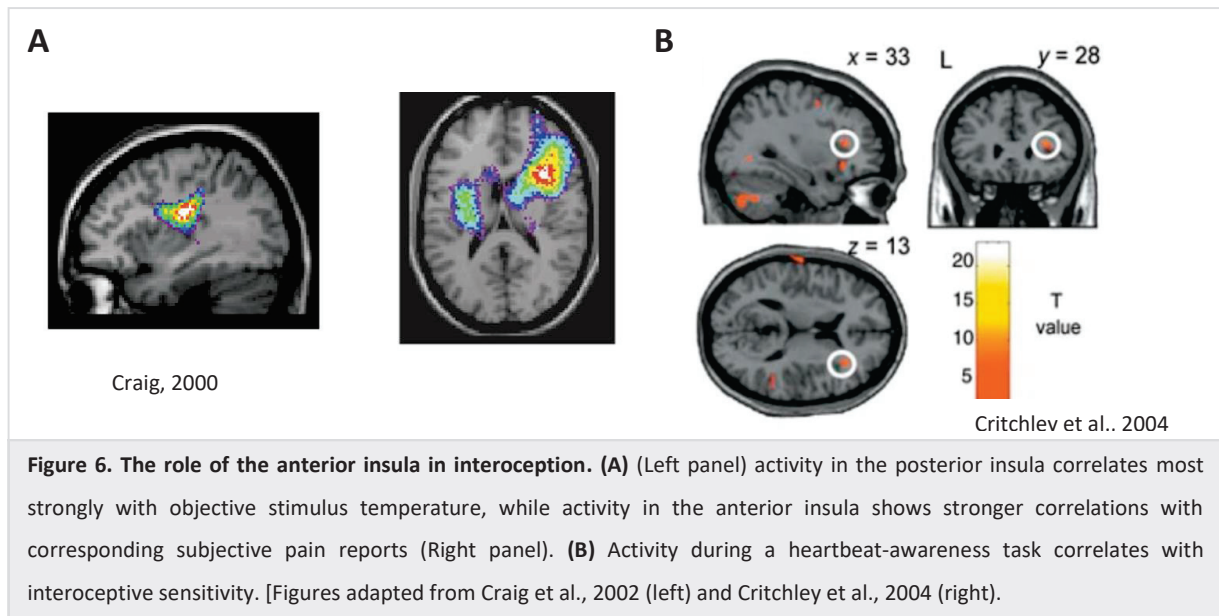 A
B
x = 33
L
y = 28
z = 13
20
15
10
5
T
value
Craig, 2000
Critchley et al.. 2004
Figure 6. The role of the anterior insula in interoception. (A) (Left panel) activity in the posterior insula correlates most
strongly with objective stimulus temperature, while activity in the anterior insula shows stronger correlations with
corresponding subjective pain reports (Right panel). (B) Activity during a heartbeat-awareness task correlates with
interoceptive sensitivity. [Figures adapted from Craig et al., 2002 (left) and Critchley et al., 2004 (right).